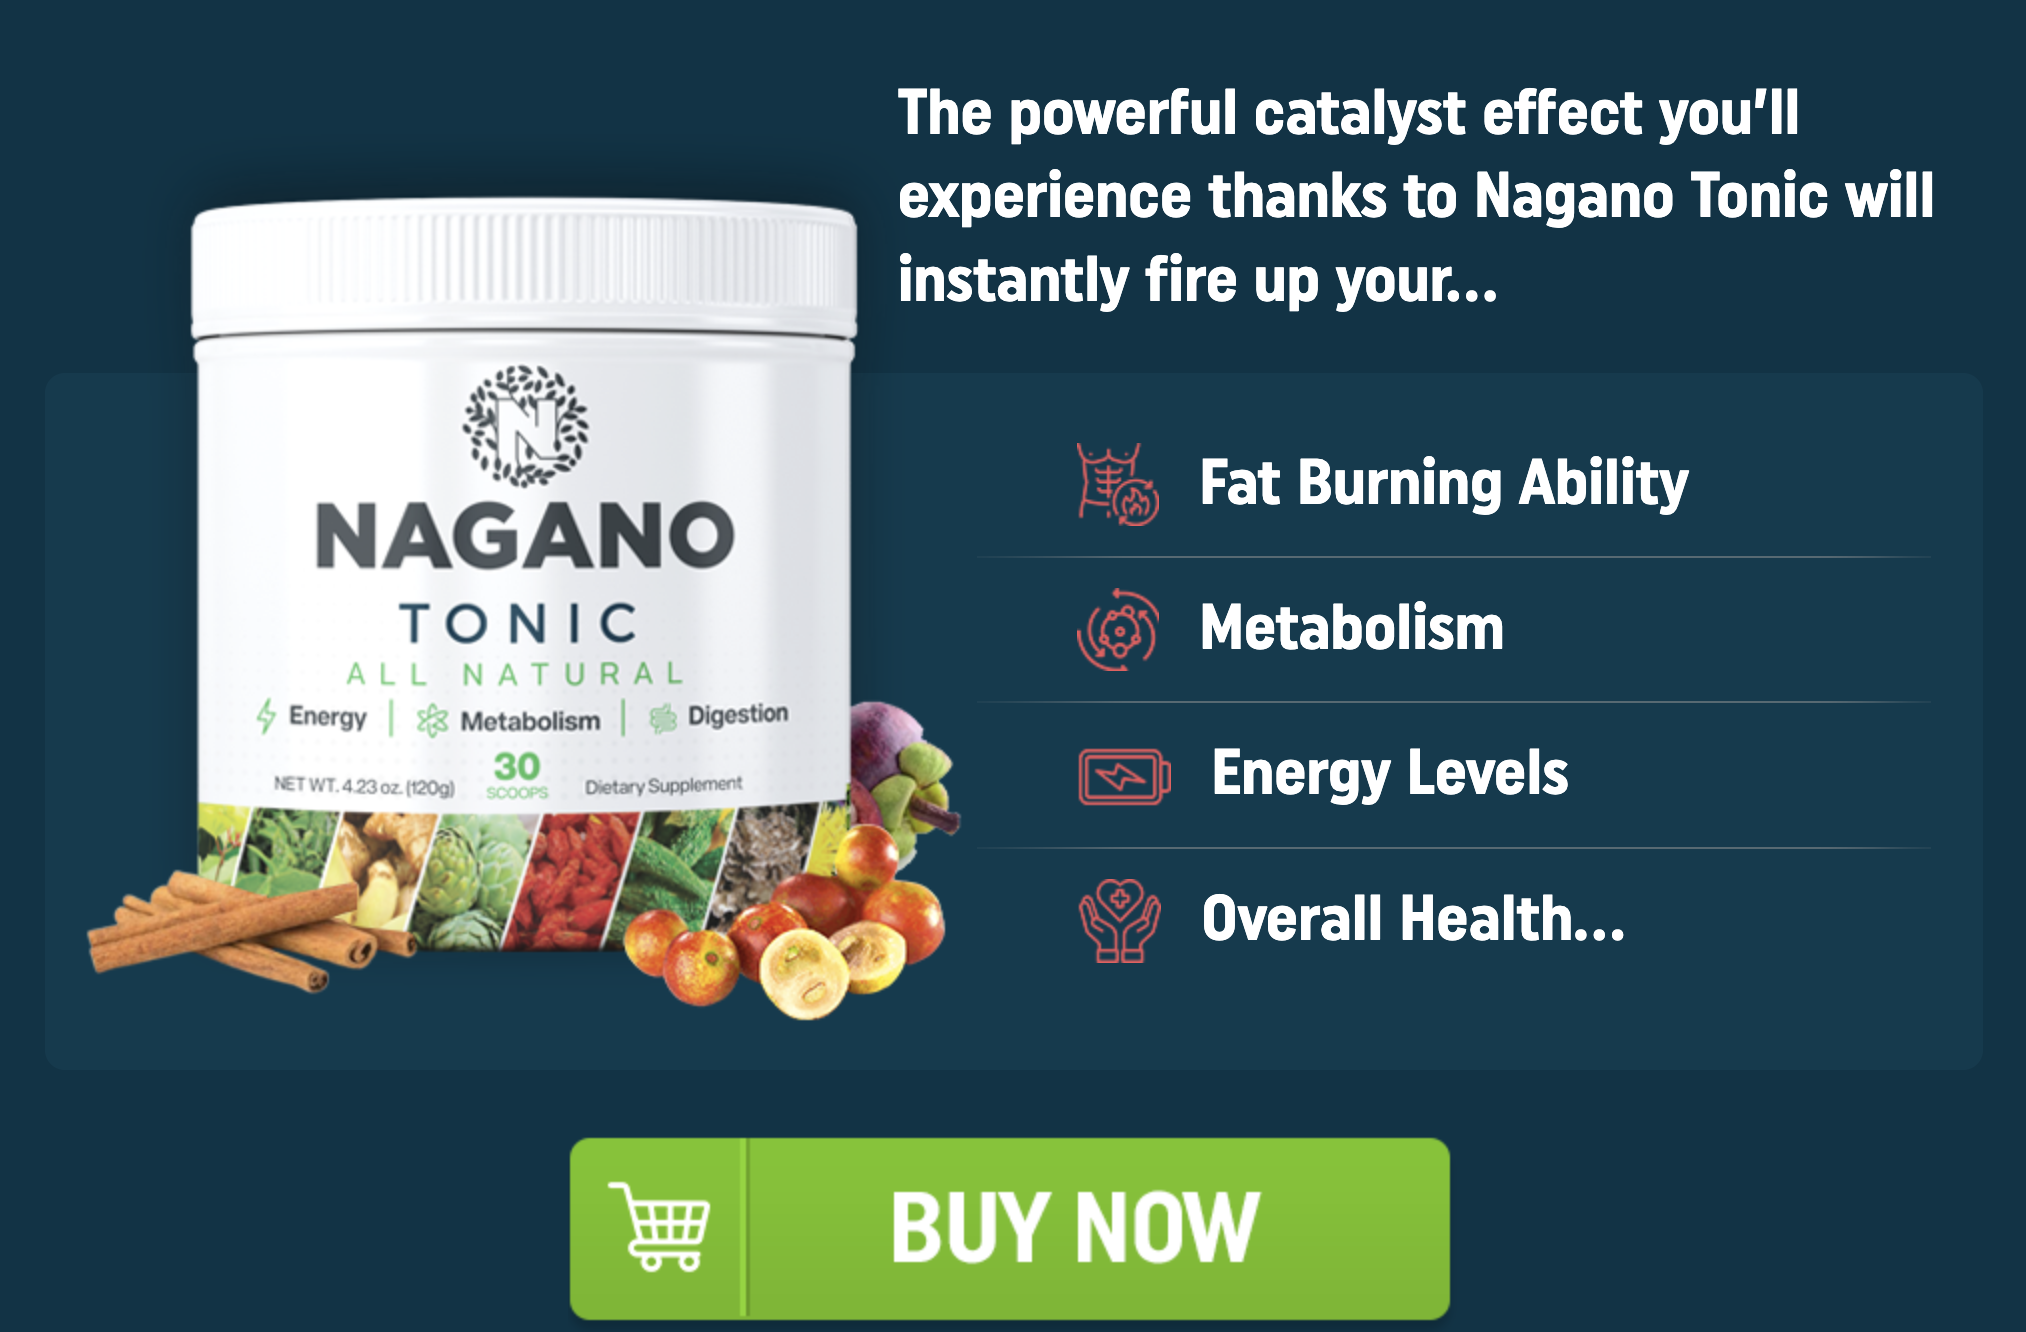 The powerful catalyst effect you'll
experience thanks to Nagano Tonic will
instantly fire up your...
N
NAGANO
TONIC
ALL NATURAL
Energy | Metabolism | Digestion
30
NET WT. 4.23 oz. (120g) SCOOPS Dietary Supplement
Fat Burning Ability
Metabolism
Energy Levels
Overall Health...
BUY NOW